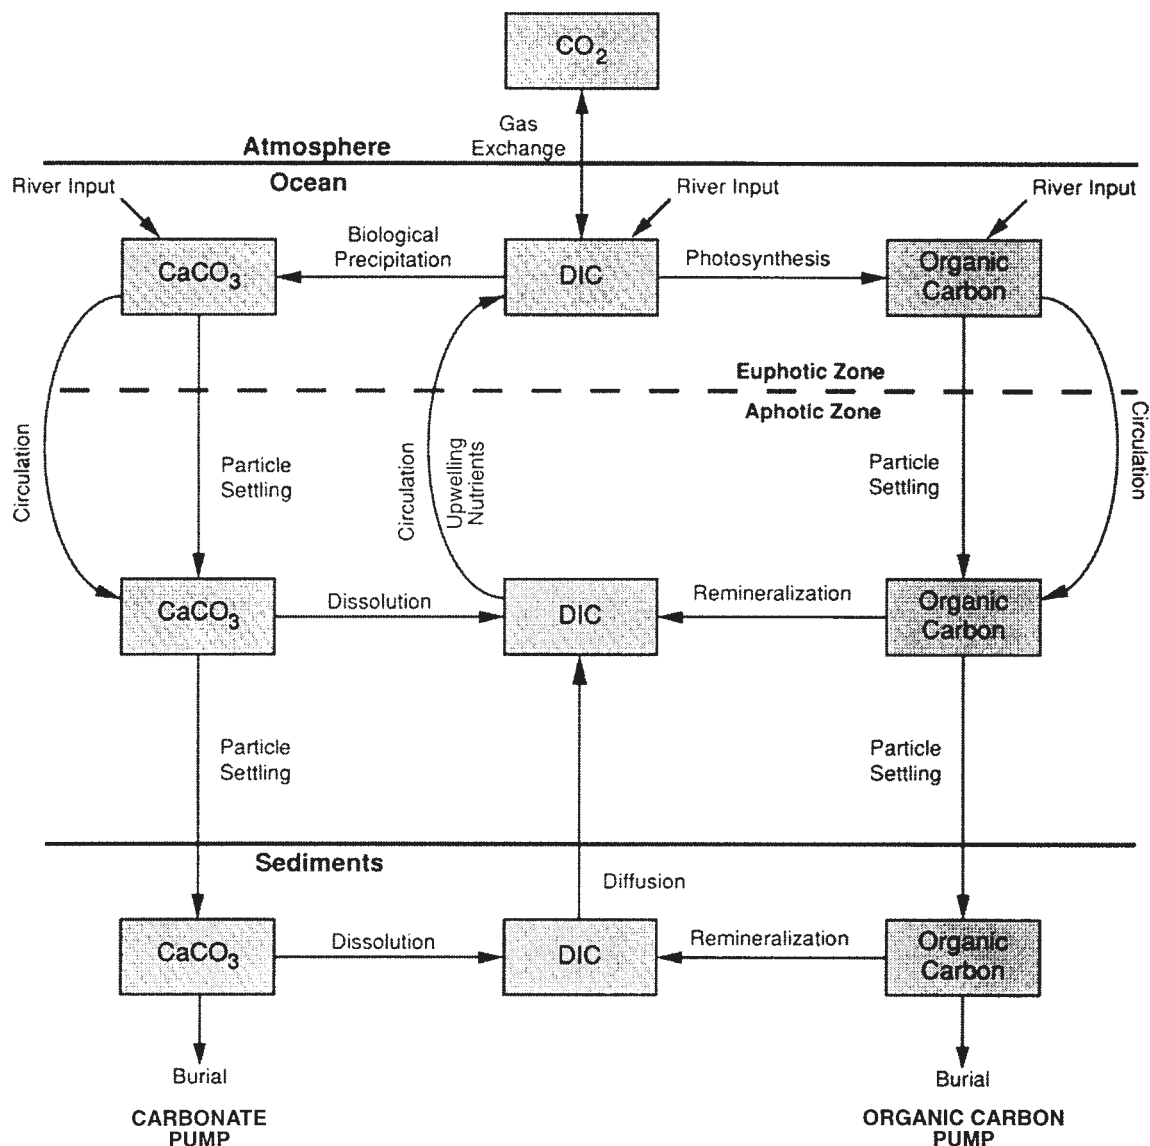 CO₂
Gas
Exchange
Atmosphere
Ocean
River Input
River Input
River Input
CaCO₃
Biological
Precipitation
DIC
Photosynthesis
Organic
Carbon
Euphotic Zone
Aphotic Zone
Circulation
Particle
Settling
Circulation
Upwelling
Nutrients
Particle
Settling
Circulation
CaCO₃
Dissolution
DIC
Remineralization
Organic
Carbon
Particle
Settling
Particle
Settling
Sediments
Diffusion
CaCO₃
Dissolution
DIC
Remineralization
Organic
Carbon
Burial
Burial
CARBONATE
PUMP
ORGANIC CARBON
PUMP